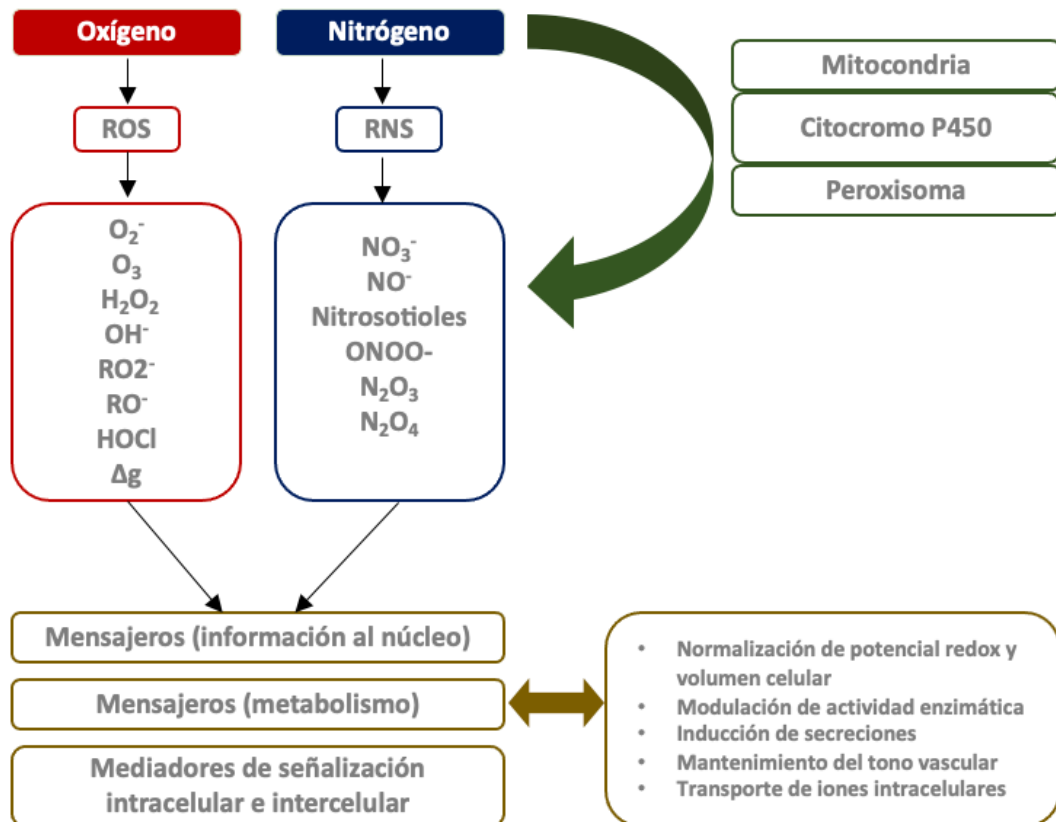 Oxígeno
Nitrógeno
ROS
RNS
O₂⁻
O₃
H₂O₂
OH⁻
RO2⁻
RO⁻
HOCl
Δg
NO₃⁻
NO⁻
Nitrosotioles
ONOO-
N₂O₃
N₂O₄
Mitocondria
Citocromo P450
Peroxisoma
Mensajeros (información al núcleo)
Mensajeros (metabolismo)
Mediadores de señalización
intracelular e intercelular
• Normalización de potencial redox y
volumen celular
• Modulación de actividad enzimática
• Inducción de secreciones
• Mantenimiento del tono vascular
• Transporte de iones intracelulares